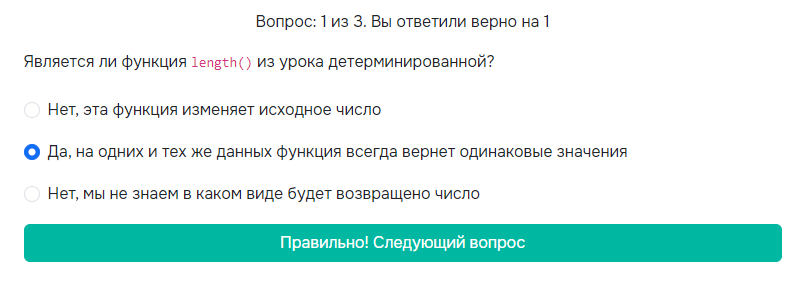 Вопрос: 1 из 3. Вы ответили верно на 1
Является ли функция length() из урока детерминированной?
Нет, эта функция изменяет исходное число
Да, на одних и тех же данных функция всегда вернет одинаковые значения
Нет, мы не знаем в каком виде будет возвращено число
Правильно! Следующий вопрос